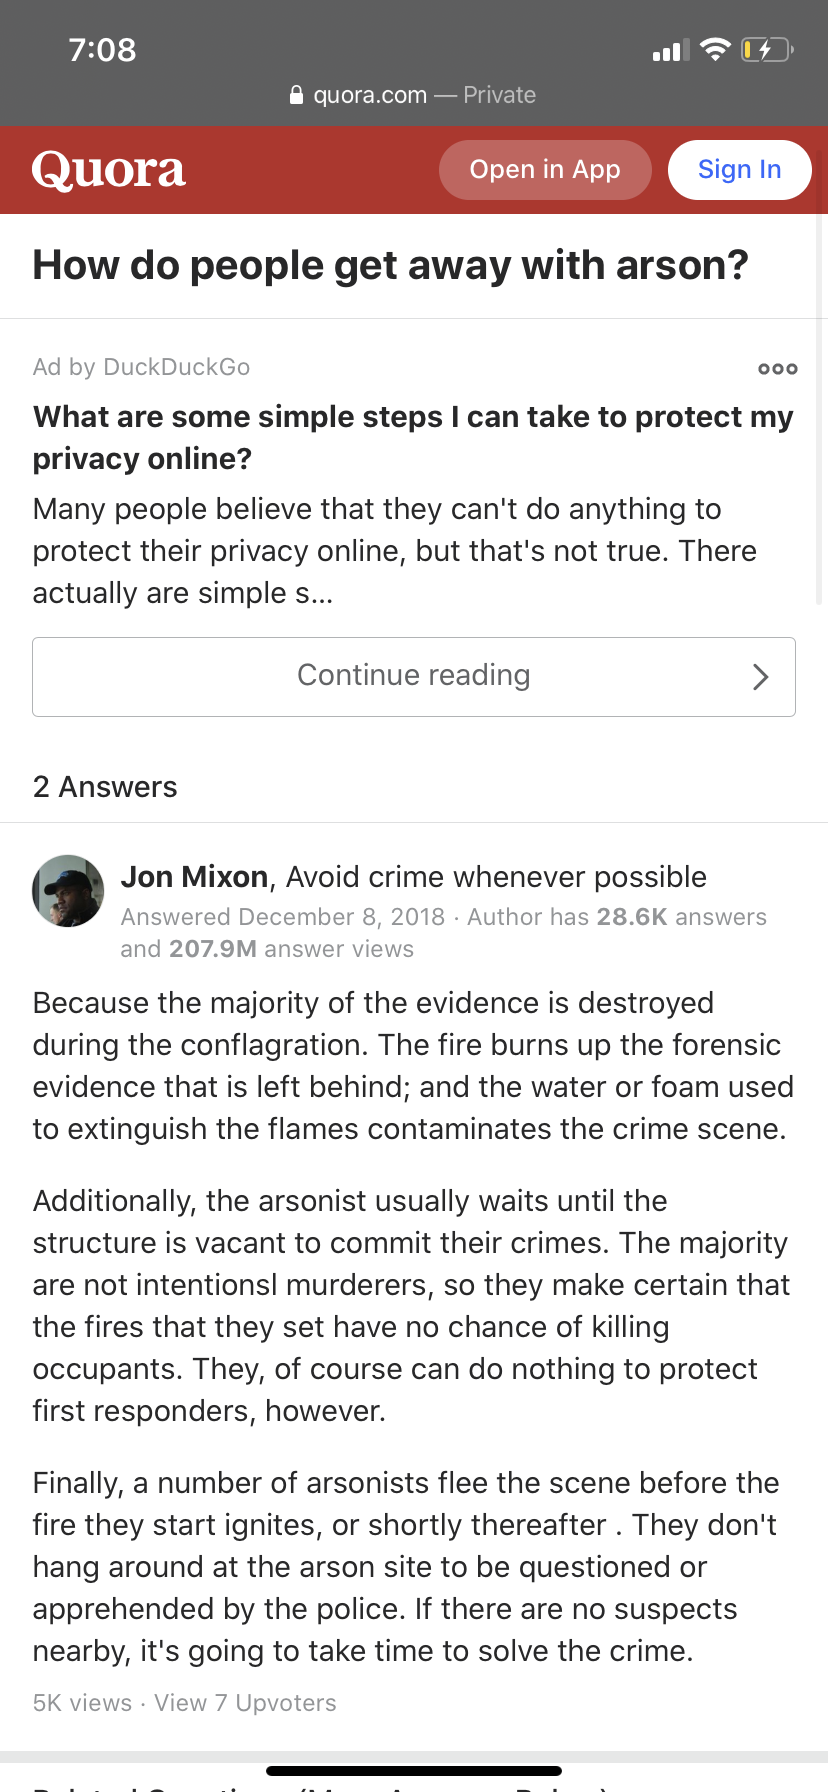 7:08
quora.com — Private
Quora
Open in App
Sign In
How do people get away with arson?
Ad by DuckDuckGo
What are some simple steps I can take to protect my
privacy online?
Many people believe that they can't do anything to
protect their privacy online, but that's not true. There
actually are simple s...
Continue reading
2 Answers
Jon Mixon, Avoid crime whenever possible
Answered December 8, 2018 · Author has 28.6K answers
and 207.9M answer views
Because the majority of the evidence is destroyed
during the conflagration. The fire burns up the forensic
evidence that is left behind; and the water or foam used
to extinguish the flames contaminates the crime scene.
Additionally, the arsonist usually waits until the
structure is vacant to commit their crimes. The majority
are not intentionsl murderers, so they make certain that
the fires that they set have no chance of killing
occupants. They, of course can do nothing to protect
first responders, however.
Finally, a number of arsonists flee the scene before the
fire they start ignites, or shortly thereafter . They don't
hang around at the arson site to be questioned or
apprehended by the police. If there are no suspects
nearby, it's going to take time to solve the crime.
5K views · View 7 Upvoters